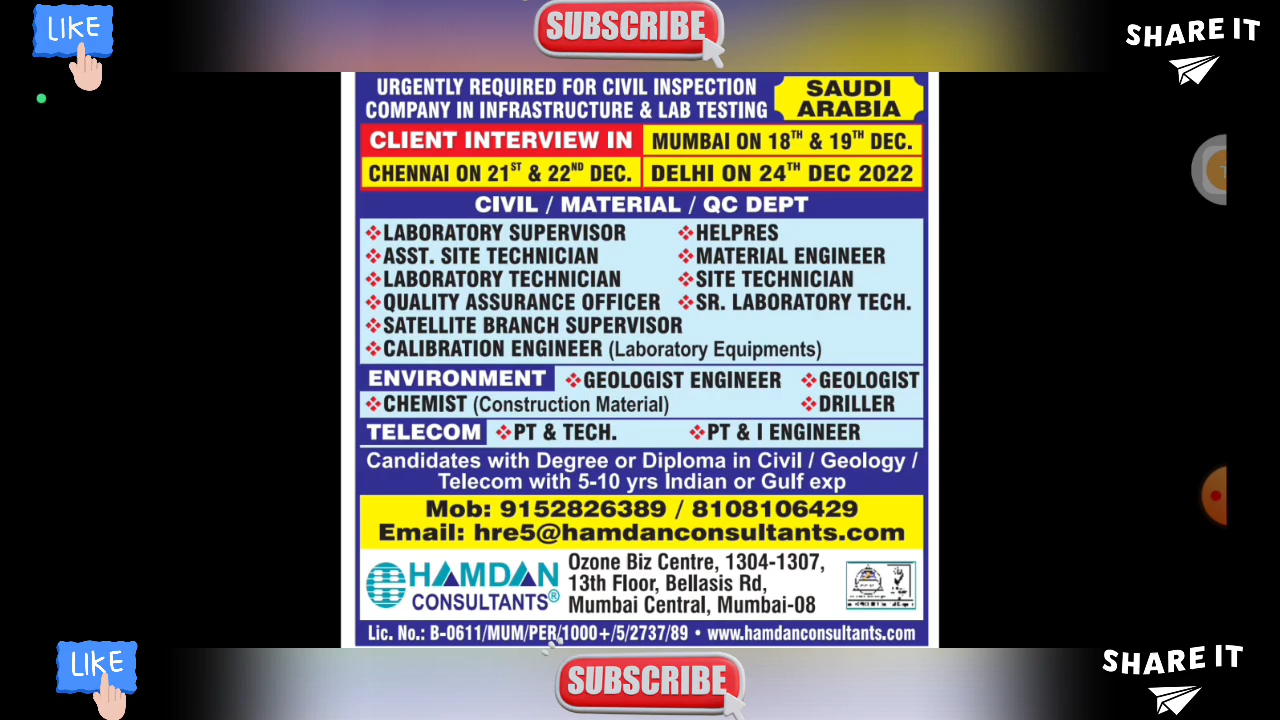 LIKE
SUBSCRIBE
SHARE IT
URGENTLY REQUIRED FOR CIVIL INSPECTION
COMPANY IN INFRASTRUCTURE & LAB TESTING
SAUDI
ARABIA
CLIENT INTERVIEW IN
MUMBAI ON 18TH & 19TH DEC.
CHENNAI ON 21ST & 22ND DEC.
DELHI ON 24TH DEC 2022
CIVIL / MATERIAL / QC DEPT
❖LABORATORY SUPERVISOR
❖HELPRES
❖ASST. SITE TECHNICIAN
❖MATERIAL ENGINEER
❖LABORATORY TECHNICIAN
❖SITE TECHNICIAN
❖QUALITY ASSURANCE OFFICER
❖SR. LABORATORY TECH.
❖SATELLITE BRANCH SUPERVISOR
❖CALIBRATION ENGINEER (Laboratory Equipments)
ENVIRONMENT
❖GEOLOGIST ENGINEER
❖GEOLOGIST
❖CHEMIST (Construction Material)
❖DRILLER
TELECOM
❖PT & TECH.
❖PT & I ENGINEER
Candidates with Degree or Diploma in Civil / Geology /
Telecom with 5-10 yrs Indian or Gulf exp
Mob: 9152826389 / 8108106429
Email: hre5@hamdanconsultants.com
HAMDAN
CONSULTANTS®
Ozone Biz Centre, 1304-1307,
13th Floor, Bellasis Rd,
Mumbai Central, Mumbai-08
Lic. No.: B-0611/MUM/PER/1000+/5/2737/89 • www.hamdanconsultants.com
LIKE
SUBSCRIBE
SHARE IT